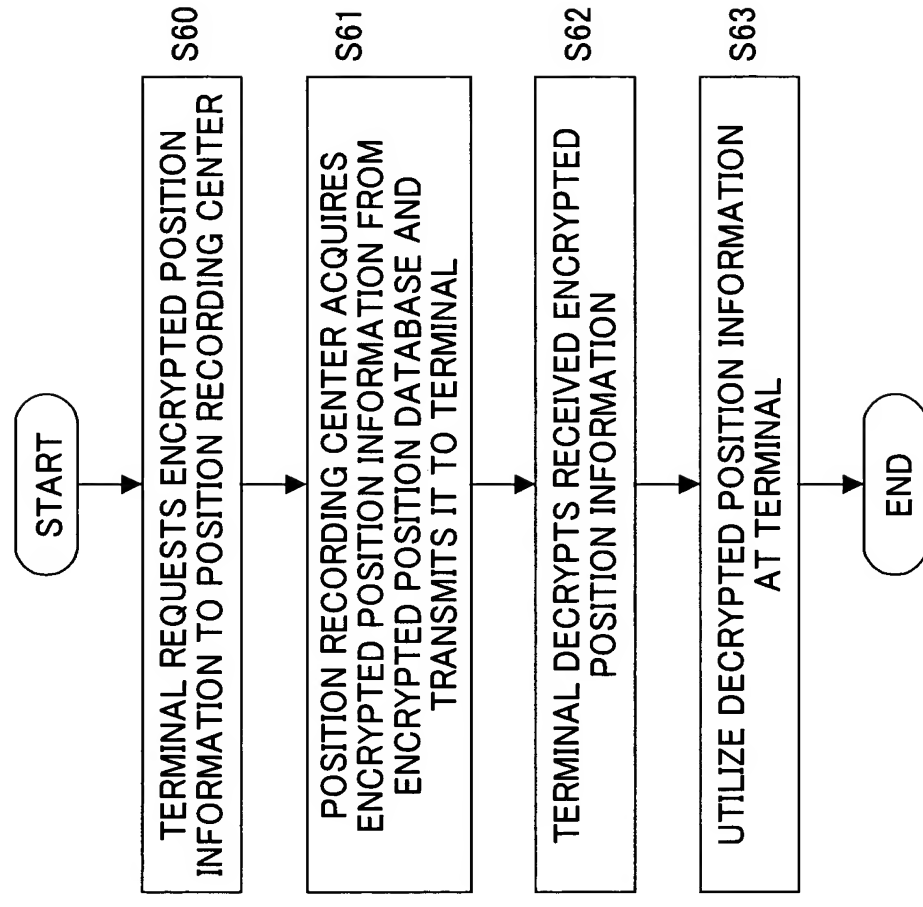 START
TERMINAL REQUESTS ENCRYPTED POSITION
INFORMATION TO POSITION RECORDING CENTER
S60
POSITION RECORDING CENTER ACQUIRES
ENCRYPTED POSITION INFORMATION FROM
ENCRYPTED POSITION DATABASE AND
TRANSMITS IT TO TERMINAL
S61
TERMINAL DECRYPTS RECEIVED ENCRYPTED
POSITION INFORMATION
S62
UTILIZE DECRYPTED POSITION INFORMATION
AT TERMINAL
S63
END